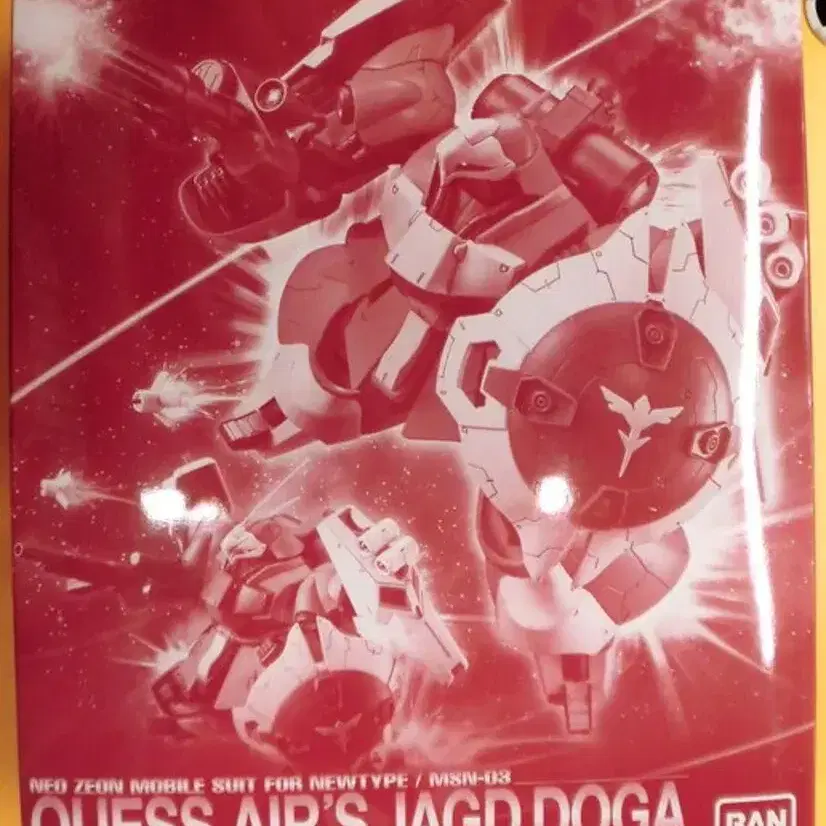 NEO ZEON MOBILE SUIT FOR NEWTYPE / MSN-03
QUESS AIR'S JAGD DOGA
BAN